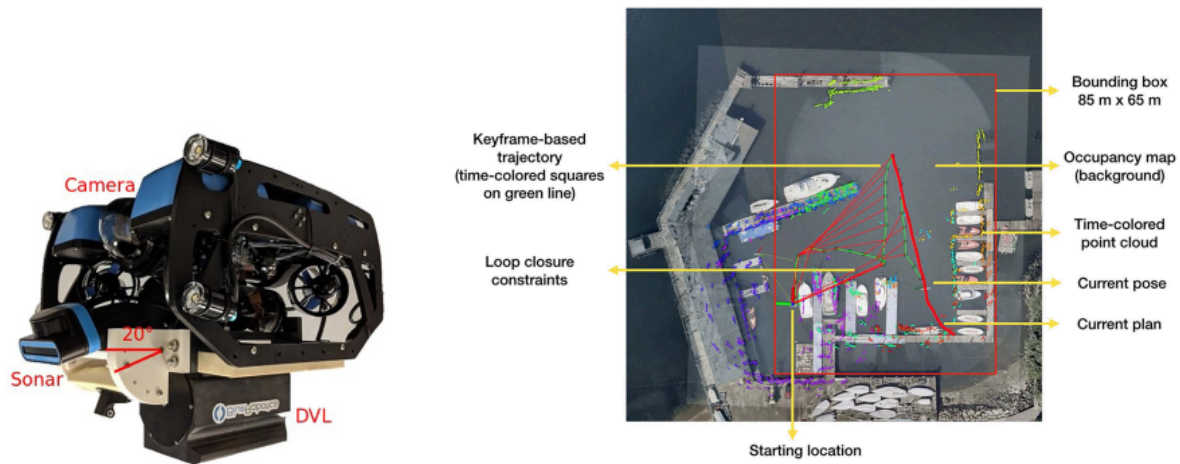 Camera
20°
Sonar
DVL
Keyframe-based
trajectory
(time-colored squares
on green line)
Loop closure
constraints
Starting location
Bounding box
85 m x 65 m
Occupancy map
(background)
Time-colored
point cloud
Current pose
Current plan